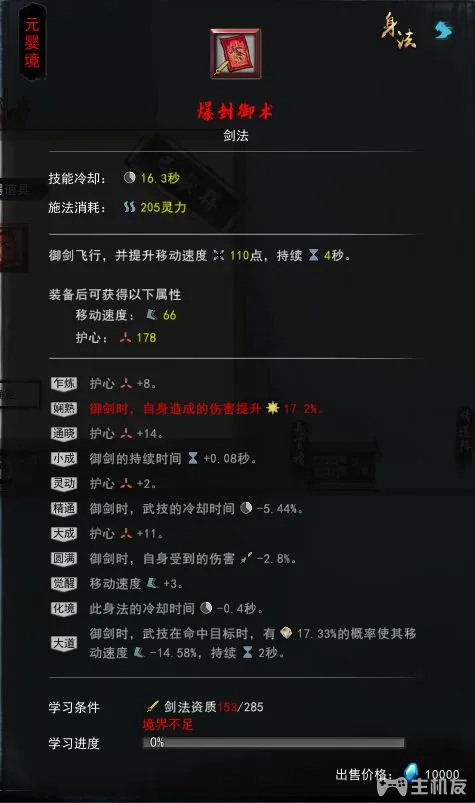 元婴境
身法
爆封御术
剑法
技能冷却： 16.3秒
施法消耗： 205灵力
御剑飞行，并提升移动速度 110点，持续 4秒。
装备后可获得以下属性
移动速度： 66
护心： 178
乍炼 护心 +8。
娴熟 御剑时，自身造成的伤害提升 17.2%。
通晓 护心 +14。
小成 御剑的持续时间 +0.08秒。
灵动 护心 +2。
精通 御剑时，武技的冷却时间 -5.44%。
大成 护心 +11。
圆满 御剑时，自身受到的伤害 -2.8%。
觉醒 移动速度 +3。
化境 此身法的冷却时间 -0.4秒。
大道 御剑时，武技在命中目标时，有 17.33%的概率使其移
动速度 -14.58%，持续 2秒。
学习条件 剑法资质153/285
境界不足
学习进度 0%
出售价格： 10000
主机友